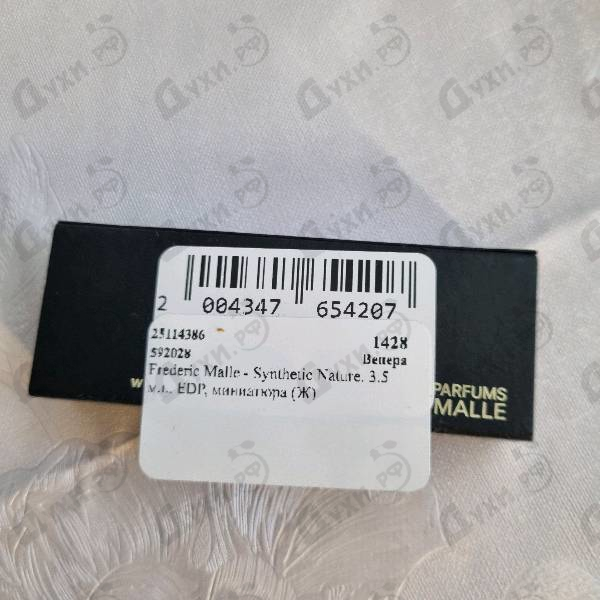 2 004347 654207
25114386 1428
592028 Венера
Frederic Malle - Synthetic Nature. 3.5
мл., EDP, миниатюра (Ж)
W
PARFUMS
MALLE
Духи.рф